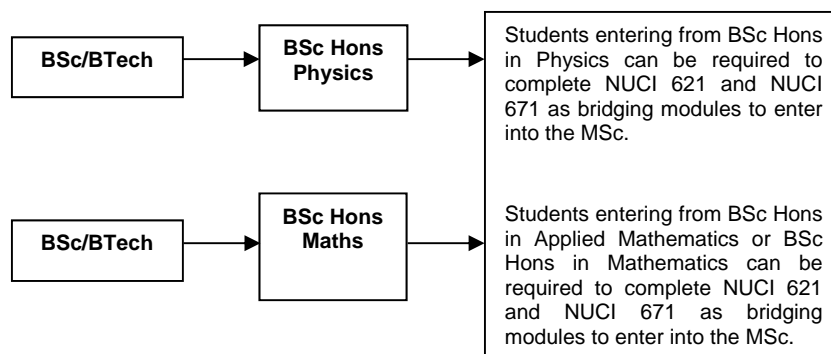 BSc/BTech
BSc Hons
Physics
Students entering from BSc Hons
in Physics can be required to
complete NUCI 621 and NUCI
671 as bridging modules to enter
into the MSc.
BSc/BTech
BSc Hons
Maths
Students entering from BSc Hons
in Applied Mathematics or BSc
Hons in Mathematics can be
required to complete NUCI 621
and NUCI 671 as bridging
modules to enter into the MSc.